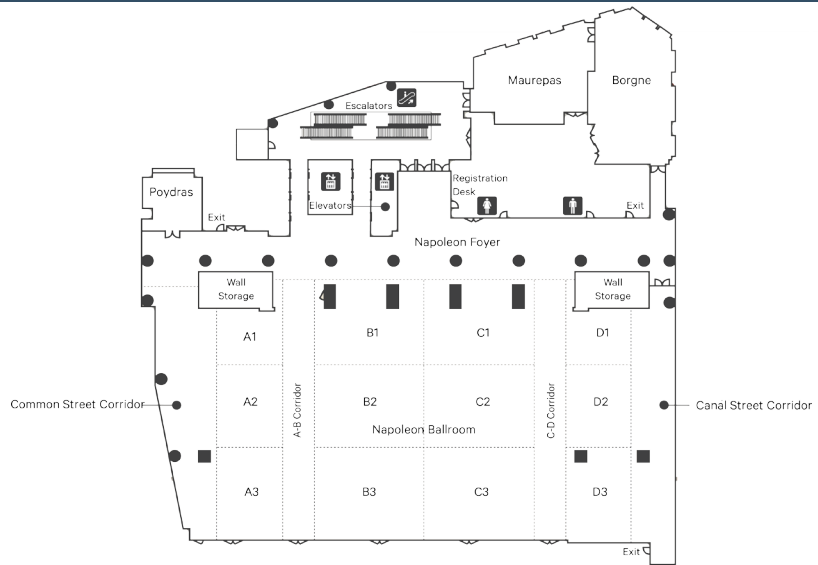 Maurepas
Borgne
Escalators
Poydras
Registration
Desk
Elevators
Exit
Exit
Napoleon Foyer
Wall
Storage
Wall
Storage
A1
B1
C1
D1
Common Street Corridor
A2
A-B Corridor
B2
C2
C-D Corridor
D2
Canal Street Corridor
Napoleon Ballroom
A3
B3
C3
D3
Exit